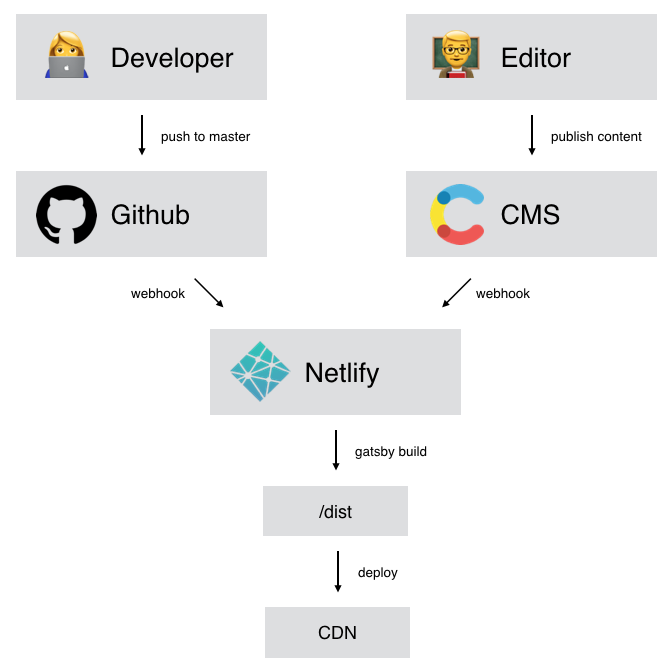 Developer
Editor
push to master
publish content
Github
CMS
webhook
webhook
Netlify
gatsby build
/dist
deploy
CDN